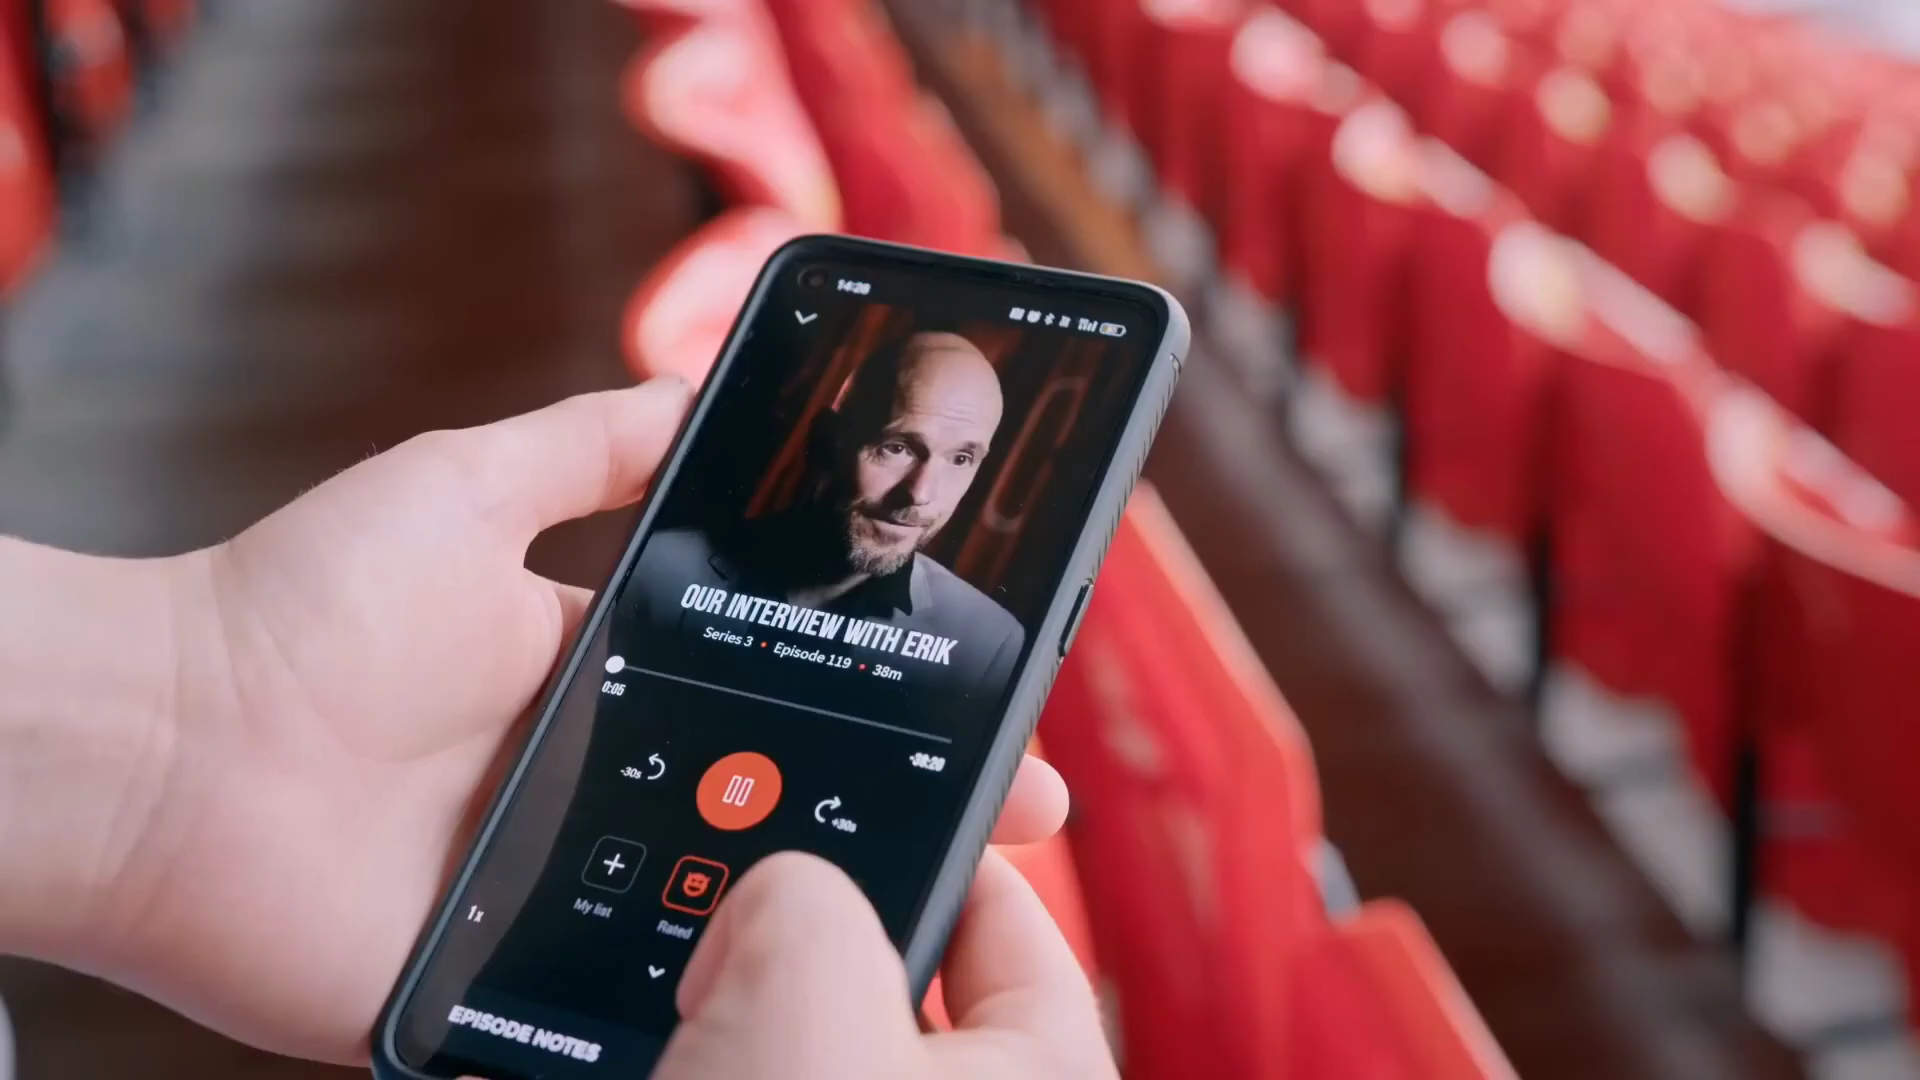 14:28
OUR INTERVIEW WITH ERIK
Series 3 • Episode 119 • 38m
0:05
-38:20
-30s
+30s
My list
Rated
1x
EPISODE NOTES